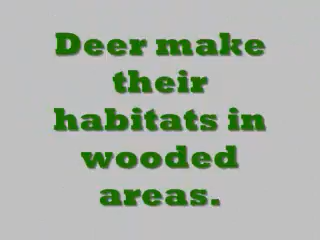 Deer make
their
habitats in
wooded
areas.